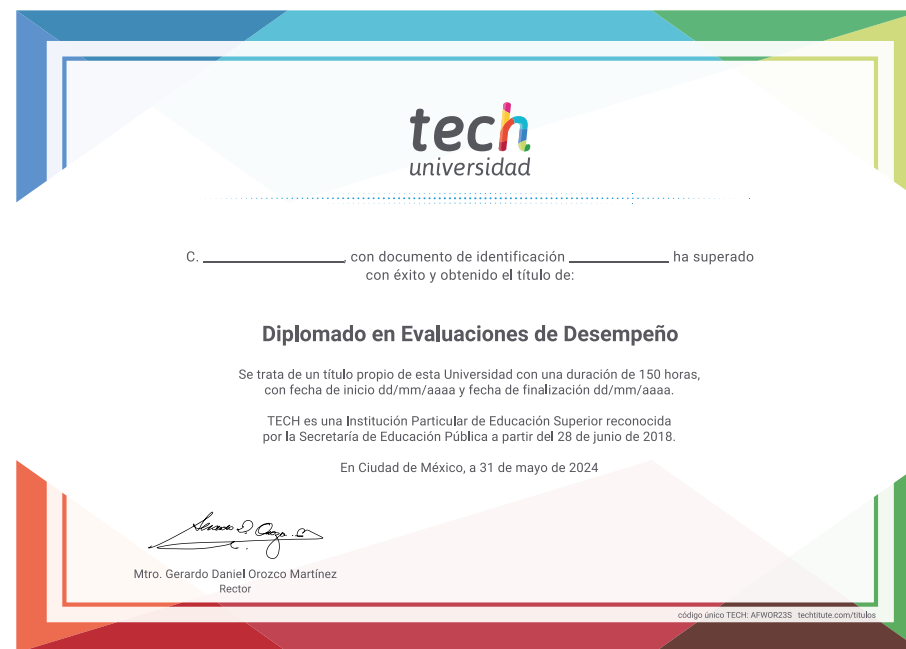 tech
universidad
C. ____________, con documento de identificación ____________ ha superado
con éxito y obtenido el título de:
Diplomado en Evaluaciones de Desempeño
Se trata de un título propio de esta Universidad con una duración de 150 horas,
con fecha de inicio dd/mm/aaaa y fecha de finalización dd/mm/aaaa.
TECH es una Institución Particular de Educación Superior reconocida
por la Secretaría de Educación Pública a partir del 28 de junio de 2018.
En Ciudad de México, a 31 de mayo de 2024
Mtro. Gerardo Daniel Orozco Martínez
Rector
código único TECH: AFWOR23S techtitute.com/titulos